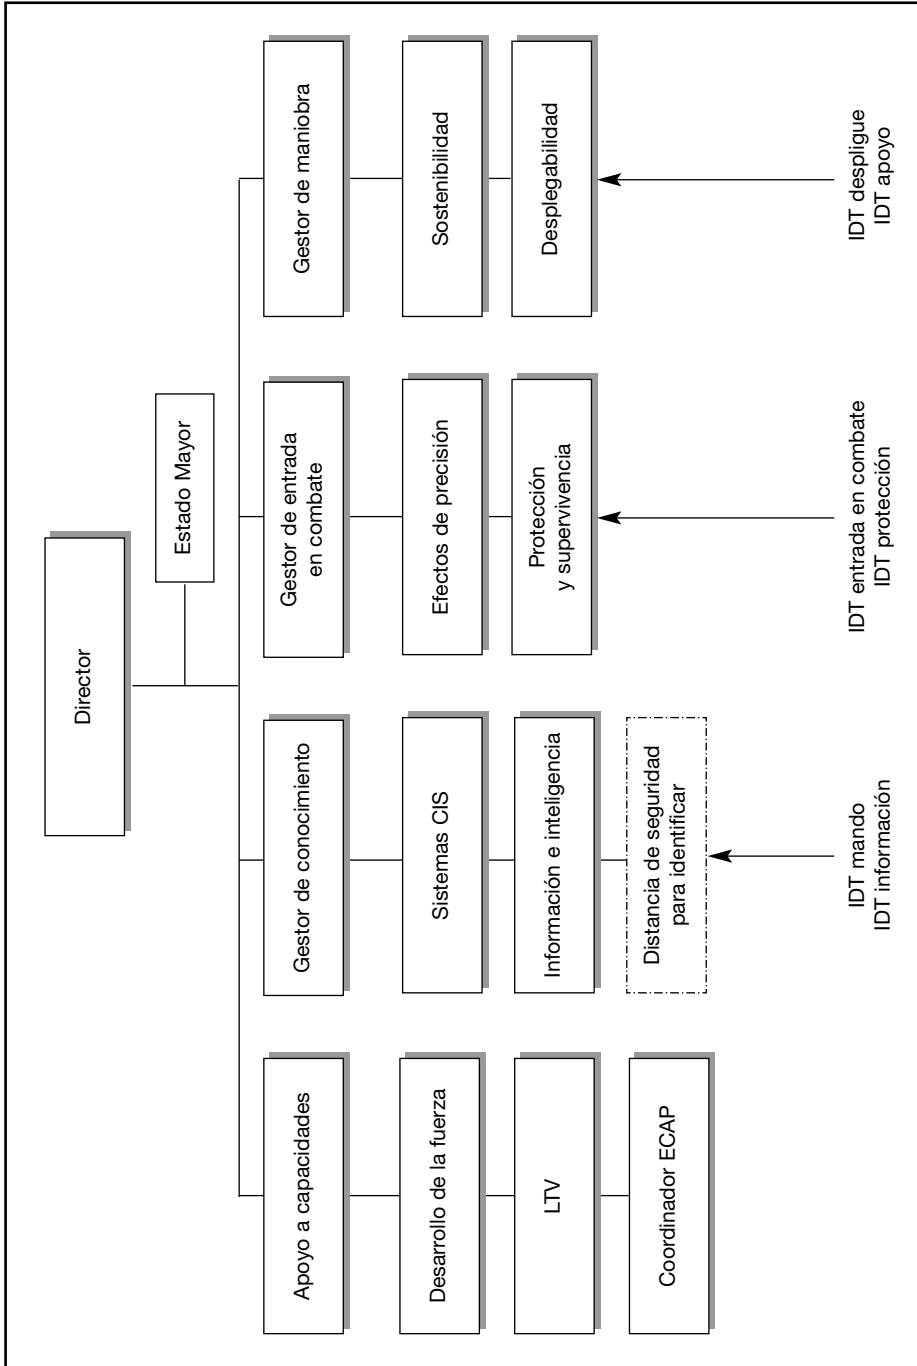 Director
Estado Mayor
Apoyo a capacidades
Desarrollo de la fuerza
LTV
Coordinador ECAP
Gestor de conocimiento
Sistemas CIS
Información e inteligencia
Distancia de seguridad
para identificar
IDT mando
IDT información
Gestor de entrada
en combate
Efectos de precisión
Protección
y supervivencia
IDT entrada en combate
IDT protección
Gestor de maniobra
Sostenibilidad
Desplegabilidad
IDT despligue
IDT apoyo